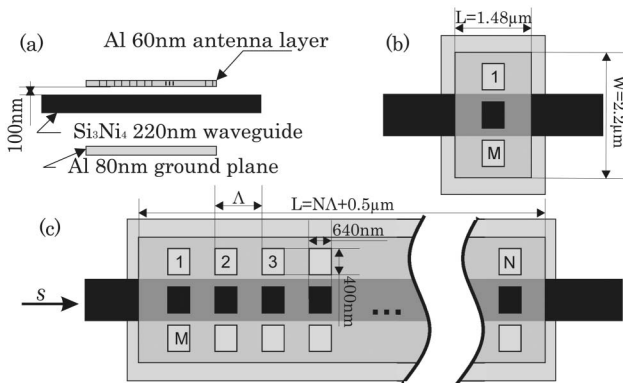 (a)
Al 60nm antenna layer
100nm
Si₃Ni₄ 220nm waveguide
Al 80nm ground plane
(b)
L=1.48µm
W=2.2µm
1
M
(c)
Λ
L=NΛ+0.5µm
640nm
400nm
1
2
3
N
M
S
...